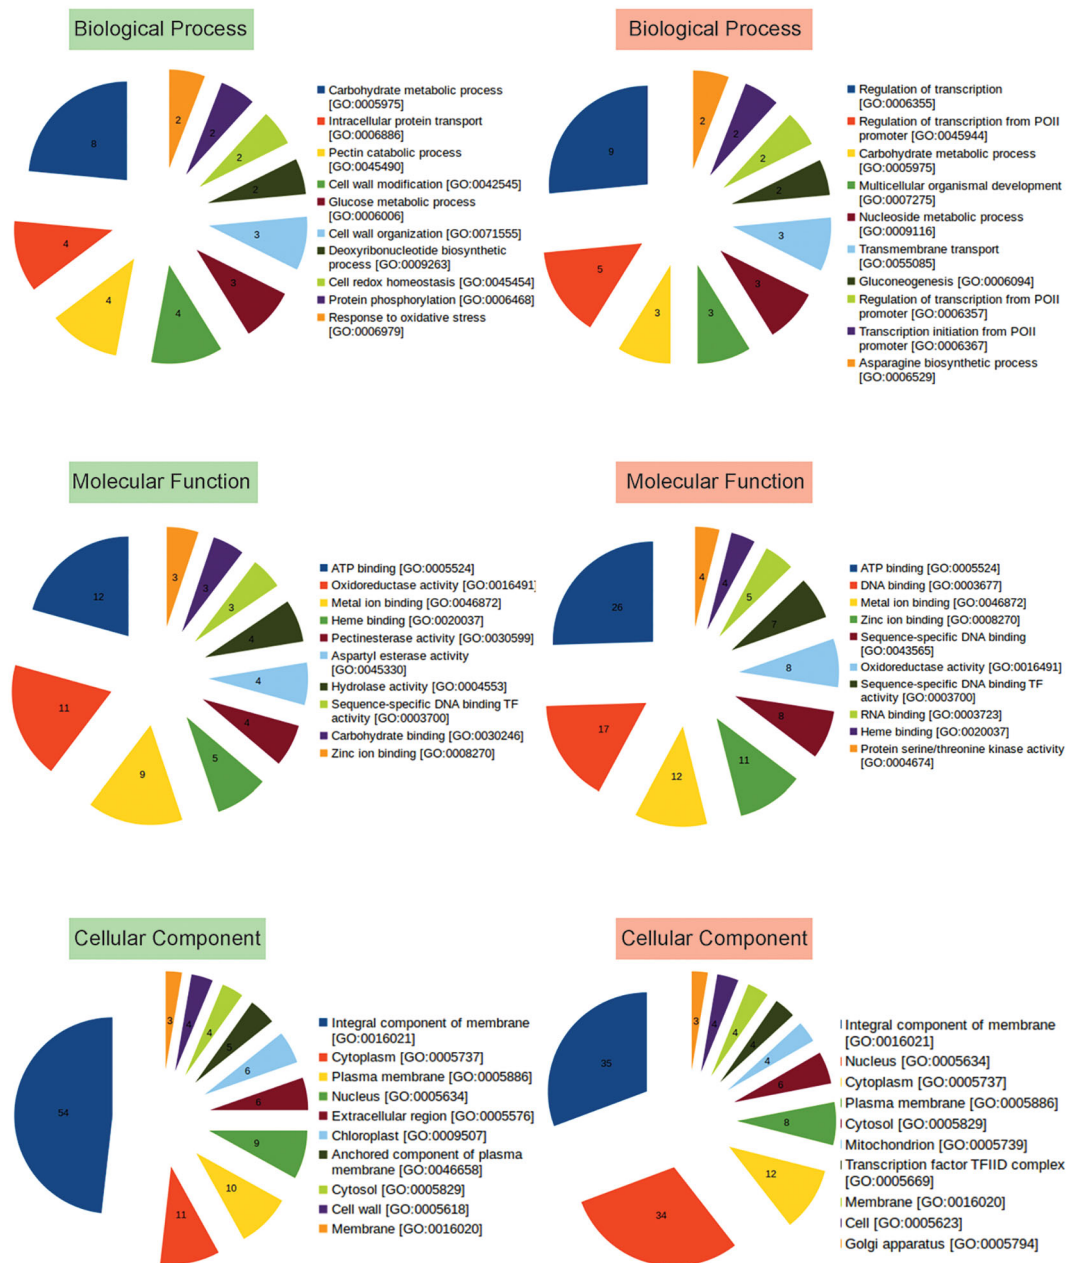 Biological Process
8
4
4
4
3
3
2
2
2
2
Carbohydrate metabolic process
[GO:0005975]
Intracellular protein transport
[GO:0006886]
Pectin catabolic process
[GO:0045490]
Cell wall modification [GO:0042545]
Glucose metabolic process
[GO:0006006]
Cell wall organization [GO:0071555]
Deoxyribonucleotide biosynthetic
process [GO:0009263]
Cell redox homeostasis [GO:0045454]
Protein phosphorylation [GO:0006468]
Response to oxidative stress
[GO:0006979]
Biological Process
9
5
3
3
3
3
2
2
2
2
Regulation of transcription
[GO:0006355]
Regulation of transcription from POII
promoter [GO:0045944]
Carbohydrate metabolic process
[GO:0005975]
Multicellular organismal development
[GO:0007275]
Nucleoside metabolic process
[GO:0009116]
Transmembrane transport
[GO:0055085]
Gluconeogenesis [GO:0006094]
Regulation of transcription from POII
promoter [GO:0006357]
Transcription initiation from POII
promoter [GO:0006367]
Asparagine biosynthetic process
[GO:0006529]
Molecular Function
12
11
9
5
4
4
4
3
3
3
ATP binding [GO:0005524]
Oxidoreductase activity [GO:0016491]
Metal ion binding [GO:0046872]
Heme binding [GO:0020037]
Pectinesterase activity [GO:0030599]
Aspartyl esterase activity
[GO:0045330]
Hydrolase activity [GO:0004553]
Sequence-specific DNA binding TF
activity [GO:0003700]
Carbohydrate binding [GO:0030246]
Zinc ion binding [GO:0008270]
Molecular Function
26
17
12
11
8
8
7
5
4
4
ATP binding [GO:0005524]
DNA binding [GO:0003677]
Metal ion binding [GO:0046872]
Zinc ion binding [GO:0008270]
Sequence-specific DNA binding
[GO:0043565]
Oxidoreductase activity [GO:0016491]
Sequence-specific DNA binding TF
activity [GO:0003700]
RNA binding [GO:0003723]
Heme binding [GO:0020037]
Protein serine/threonine kinase activity
[GO:0004674]
Cellular Component
54
11
10
9
6
6
5
4
4
3
Integral component of membrane
[GO:0016021]
Cytoplasm [GO:0005737]
Plasma membrane [GO:0005886]
Nucleus [GO:0005634]
Extracellular region [GO:0005576]
Chloroplast [GO:0009507]
Anchored component of plasma
membrane [GO:0046658]
Cytosol [GO:0005829]
Cell wall [GO:0005618]
Membrane [GO:0016020]
Cellular Component
35
34
12
8
6
4
4
4
4
3
Integral component of membrane
[GO:0016021]
Nucleus [GO:0005634]
Cytoplasm [GO:0005737]
Plasma membrane [GO:0005886]
Cytosol [GO:0005829]
Mitochondrion [GO:0005739]
Transcription factor TFIID complex
[GO:0005669]
Membrane [GO:0016020]
Cell [GO:0005623]
Golgi apparatus [GO:0005794]